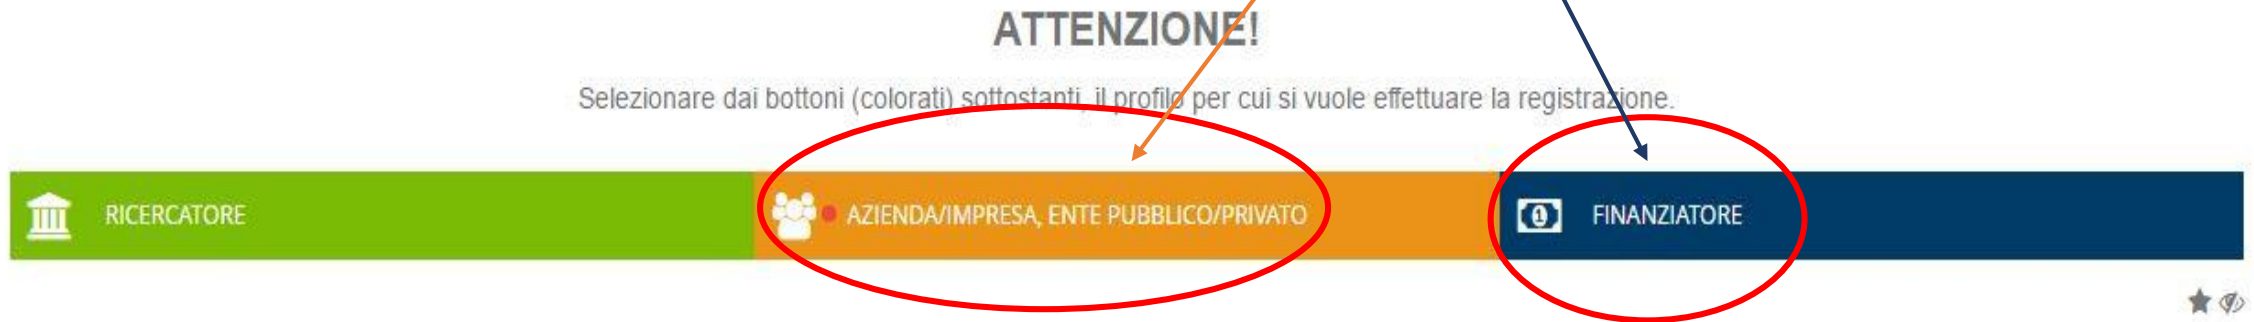 ATTENZIONE!
Selezionare dai bottoni (colorati) sottostanti, il profilo per cui si vuole effettuare la registrazione.
RICERCATORE
AZIENDA/IMPRESA, ENTE PUBBLICO/PRIVATO
FINANZIATORE